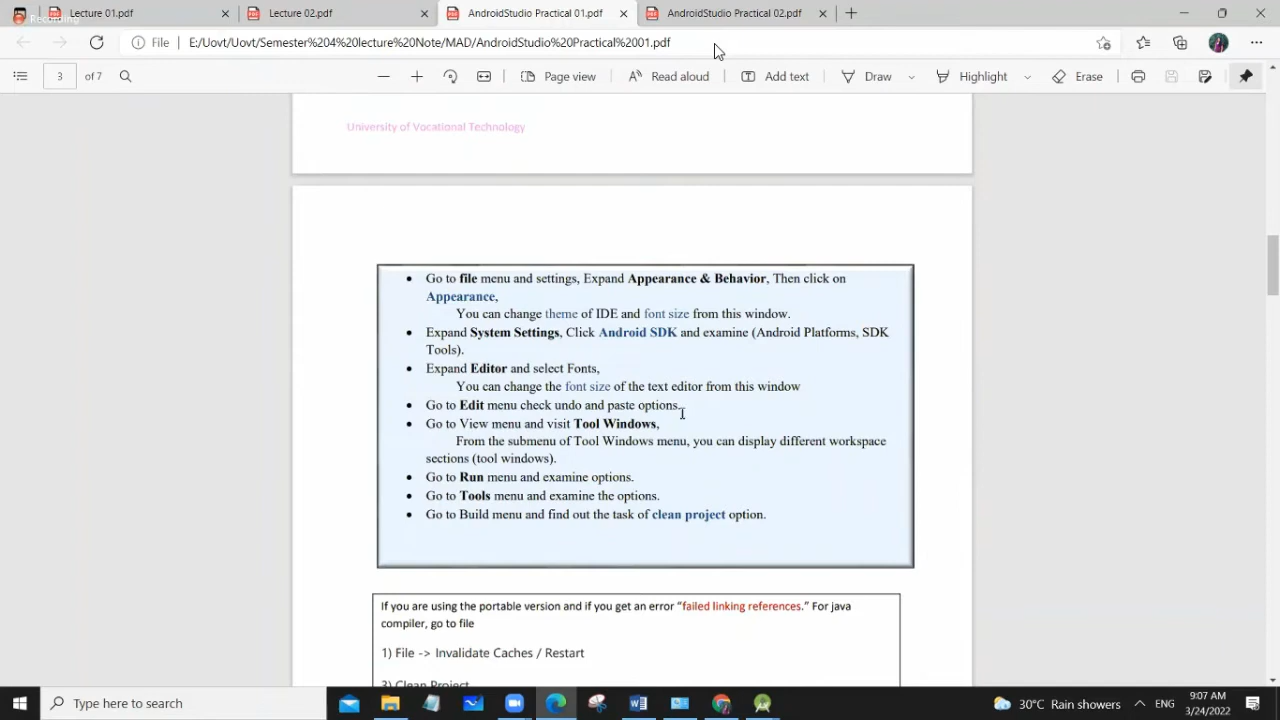 Recording
Lecture 01.pdf
Lecture 02.pdf
AndroidStudio Practical 01.pdf
AndroidStudio Practical 02.pdf
File
E:/Uovt/Uovt/Semester%204%20lecture%20Note/MAD/AndroidStudio%20Practical%2001.pdf
3
of 7
Page view
Read aloud
Add text
Draw
Highlight
Erase
University of Vocational Technology
• Go to file menu and settings, Expand Appearance & Behavior, Then click on
Appearance,
You can change theme of IDE and font size from this window.
• Expand System Settings, Click Android SDK and examine (Android Platforms, SDK
Tools).
• Expand Editor and select Fonts,
You can change the font size of the text editor from this window
• Go to Edit menu check undo and paste options.
• Go to View menu and visit Tool Windows,
From the submenu of Tool Windows menu, you can display different workspace
sections (tool windows).
• Go to Run menu and examine options.
• Go to Tools menu and examine the options.
• Go to Build menu and find out the task of clean project option.
If you are using the portable version and if you get an error “failed linking references.” For java
compiler, go to file
1) File -> Invalidate Caches / Restart
3) Clean Project
Type here to search
30°C Rain showers
ENG
9:07 AM
3/24/2022